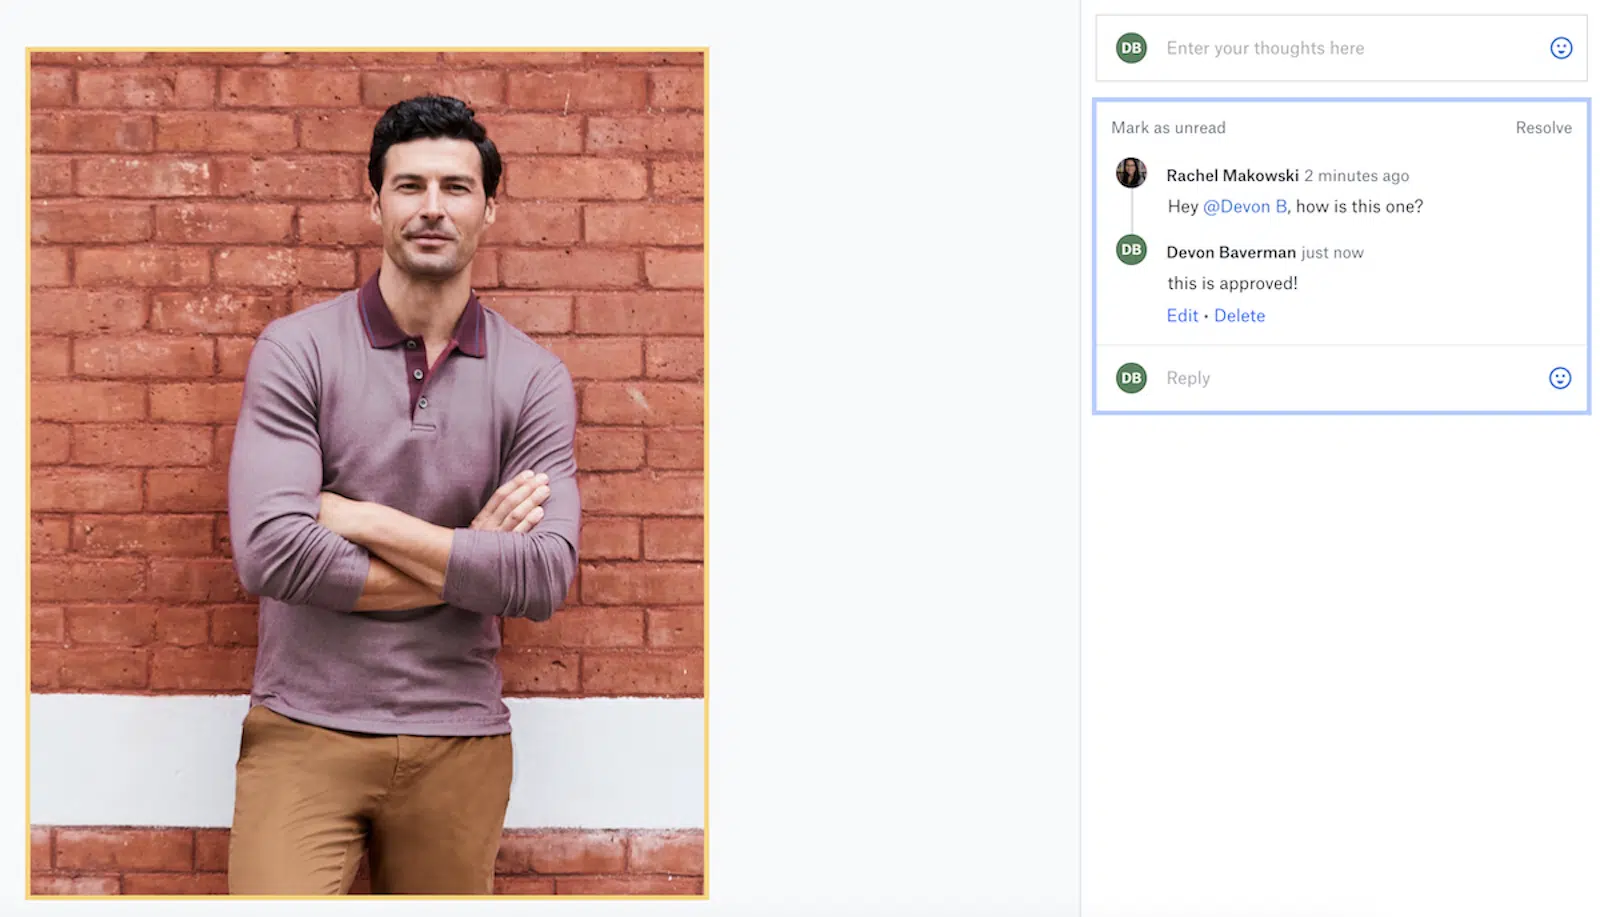 DB Enter your thoughts here
Mark as unread Resolve
Rachel Makowski 2 minutes ago
Hey @Devon B, how is this one?
DB Devon Baverman just now
this is approved!
Edit • Delete
DB Reply